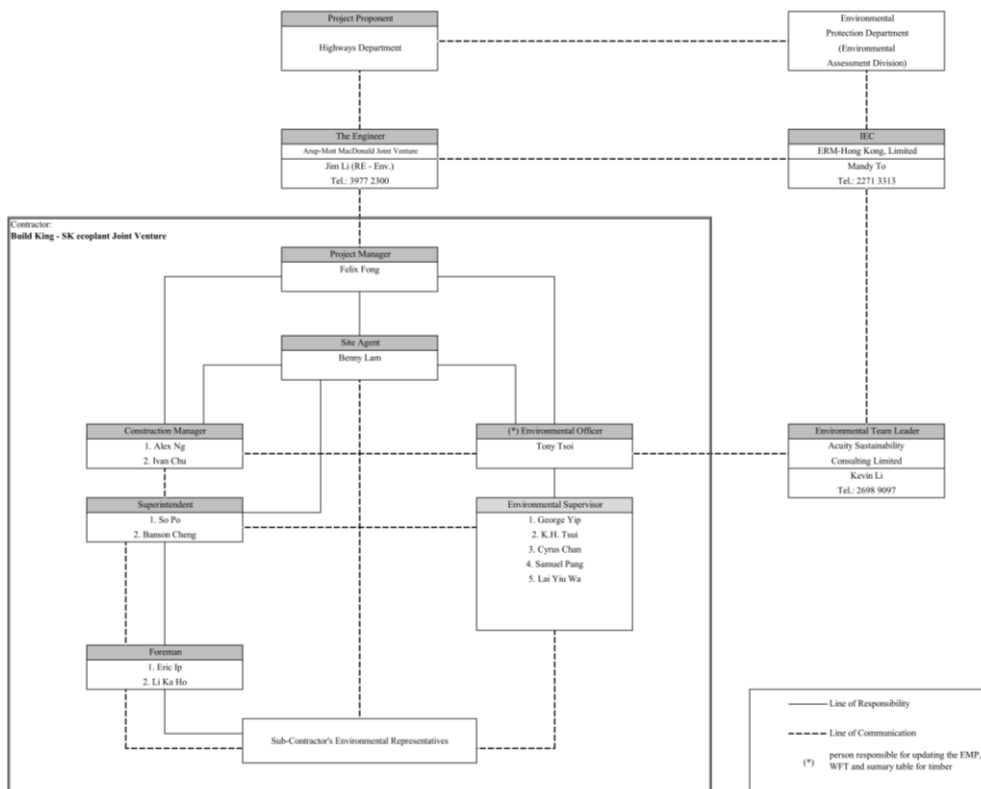 Project Proponent
Highways Department
Environmental
Protection Department
(Environmental
Assessment Division)
The Engineer
Arup-Mott MacDonald Joint Venture
Jim Li (RE - Env.)
Tel.: 3977 2300
IEC
ERM-Hong Kong, Limited
Mandy To
Tel.: 2271 3313
Contractor:
Build King - SK ecoplant Joint Venture
Project Manager
Felix Fong
Site Agent
Benny Lam
Construction Manager
1. Alex Ng
2. Ivan Chu
(*) Environmental Officer
Tony Tsoi
Environmental Team Leader
Acuity Sustainability
Consulting Limited
Kevin Li
Tel.: 2698 9097
Superintendent
1. So Po
2. Banson Cheng
Environmental Supervisor
1. George Yip
2. K.H. Tsui
3. Cyrus Chan
4. Samuel Pang
5. Lai Yiu Wa
Foreman
1. Eric Ip
2. Li Ka Ho
Sub-Contractor's Environmental Representatives
Line of Responsibility
Line of Communication
(*) person responsible for updating the EMP,
WFT and sumary table for timber